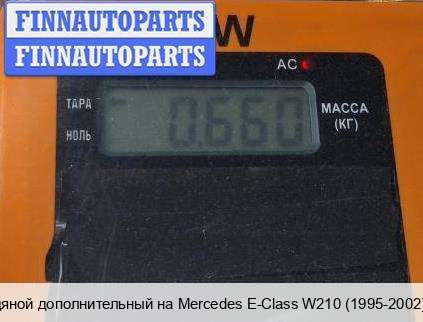 FINNAUTOPARTS
FINNAUTOPARTS
W
AC
ТАРА
НОЛЬ
0.660
МАССА
(КГ)
дяной дополнительный на Mercedes E-Class W210 (1995-2002)